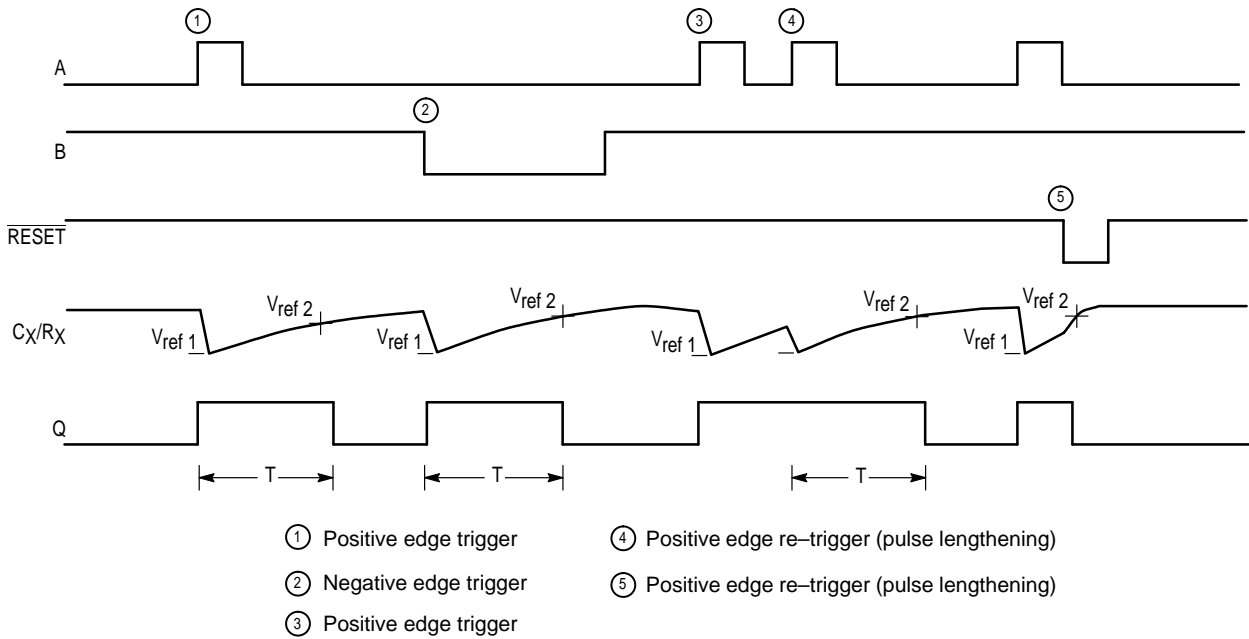 ① ③ ④
A
②
B
⑤
RESET
Vref 2 Vref 2 Vref 2 Vref 2
CX/RX Vref 1 Vref 1 Vref 1 Vref 1
Q
T T T
① Positive edge trigger
② Negative edge trigger
③ Positive edge trigger
④ Positive edge re–trigger (pulse lengthening)
⑤ Positive edge re–trigger (pulse lengthening)